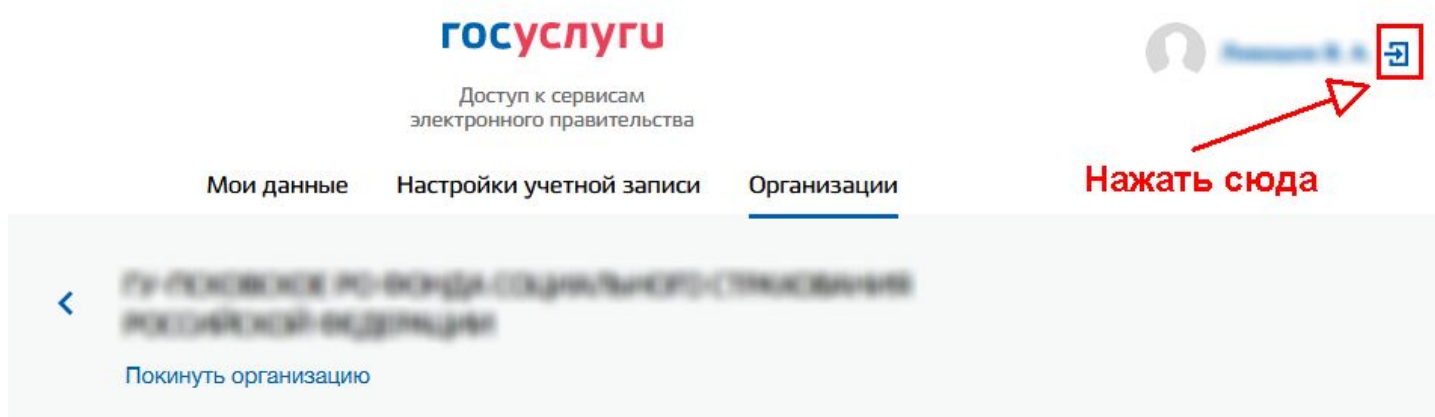 госуслуги
Доступ к сервисам
электронного правительства
Нажать сюда
Мои данные Настройки учетной записи Организации
Покинуть организацию